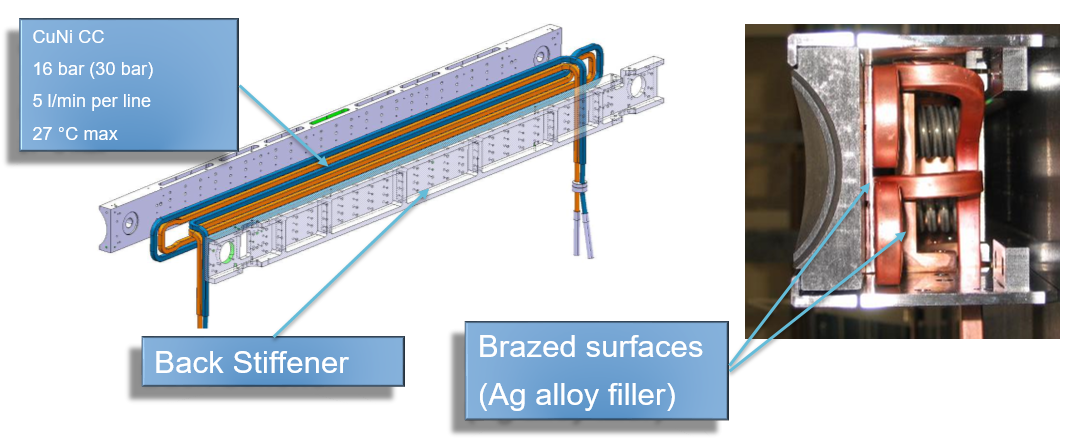 CuNi CC
16 bar (30 bar)
5 l/min per line
27 °C max
Back Stiffener
Brazed surfaces
(Ag alloy filler)